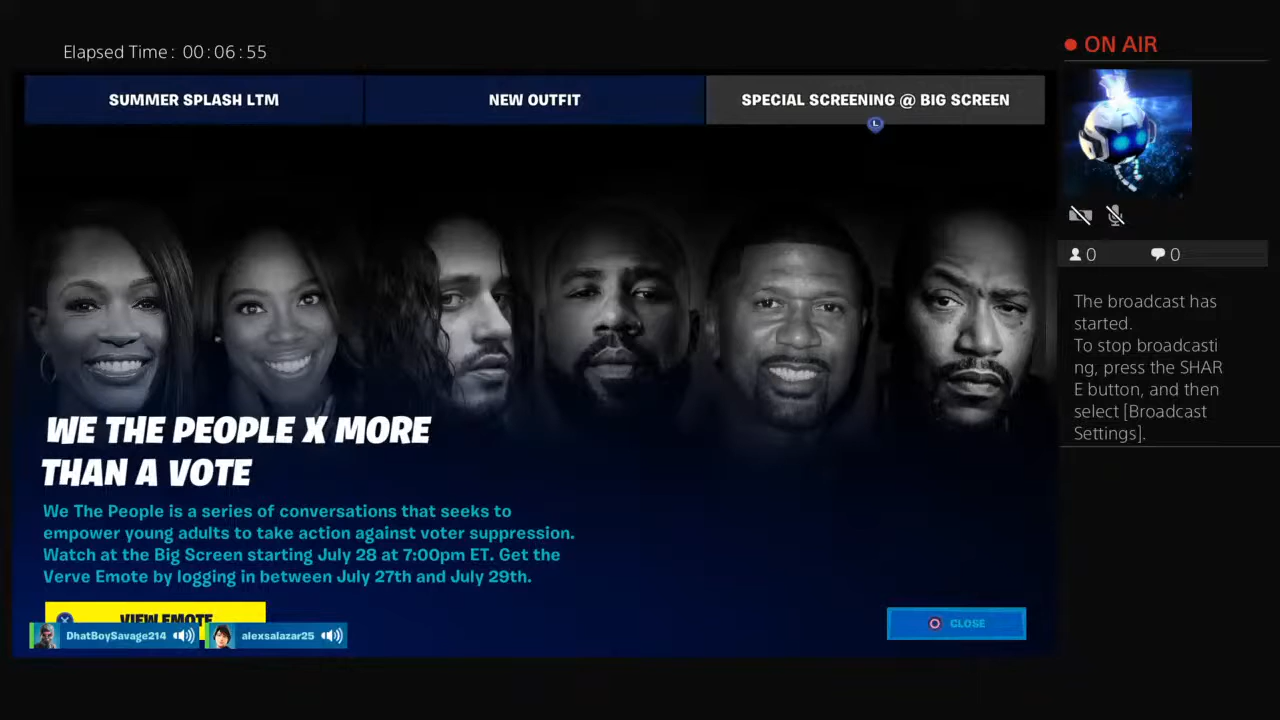 Elapsed Time: 00:06:55
ON AIR
SUMMER SPLASH LTM
NEW OUTFIT
SPECIAL SCREENING @ BIG SCREEN
L
0
0
The broadcast has
started.
To stop broadcasti
ng, press the SHAR
E button, and then
select [Broadcast
Settings].
WE THE PEOPLE X MORE
THAN A VOTE
We The People is a series of conversations that seeks to
empower young adults to take action against voter suppression.
Watch at the Big Screen starting July 28 at 7:00pm ET. Get the
Verve Emote by logging in between July 27th and July 29th.
VIEW EMOTE
CLOSE
DhatBoySavage214
alexsalazar25